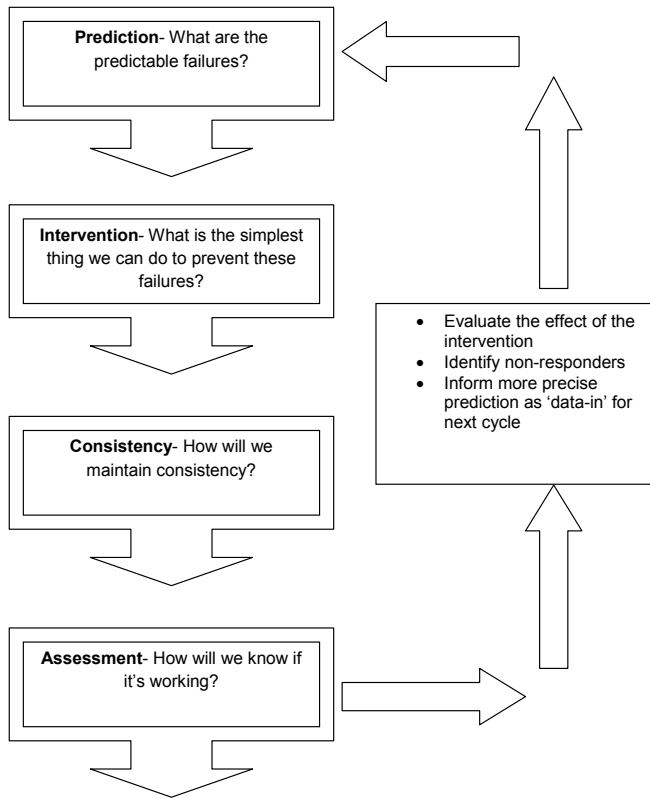 Prediction- What are the
predictable failures?
Intervention- What is the simplest
thing we can do to prevent these
failures?
Consistency- How will we
maintain consistency?
Assessment- How will we know if
it's working?
• Evaluate the effect of the
intervention
• Identify non-responders
• Inform more precise
prediction as ‘data-in’ for
next cycle